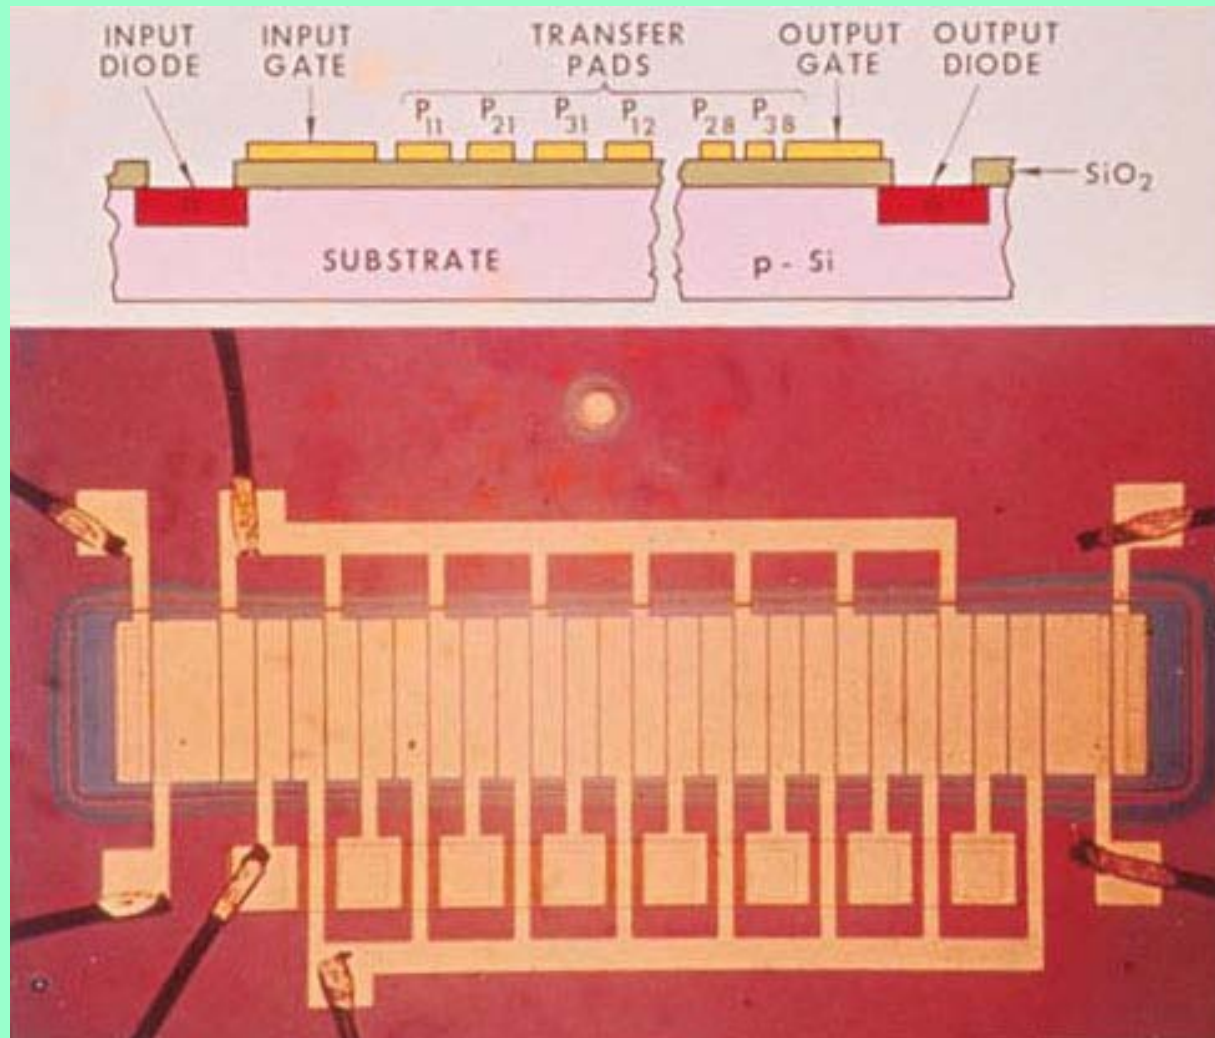 INPUT DIODE
INPUT GATE
TRANSFER PADS
OUTPUT GATE
OUTPUT DIODE
P11 P21 P31 P12 P28 P38
SiO2
SUBSTRATE p - Si